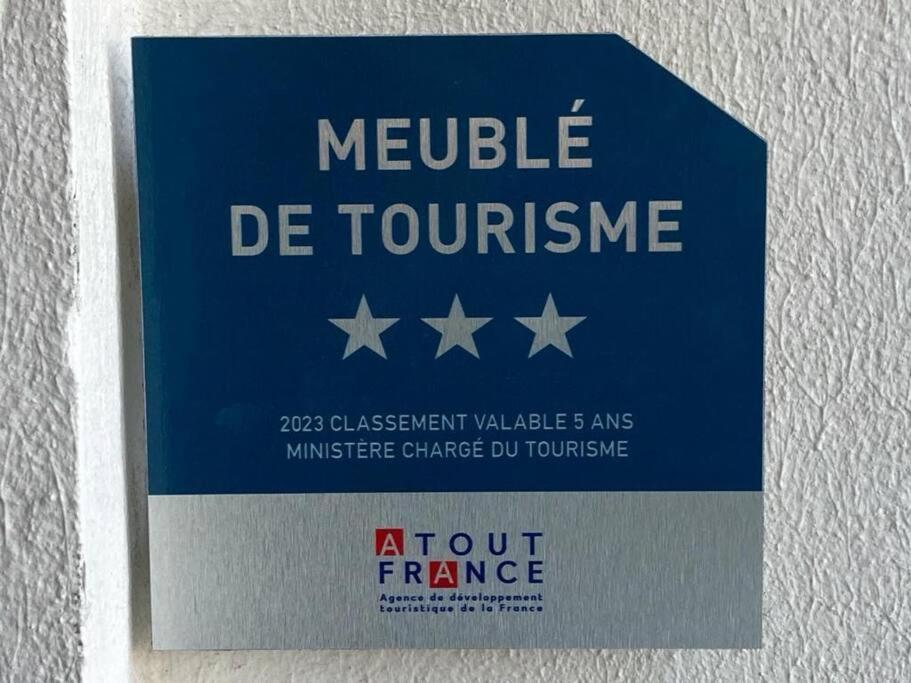 MEUBLÉ
DE TOURISME
2023 CLASSEMENT VALABLE 5 ANS
MINISTÈRE CHARGÉ DU TOURISME
ATOUT
FRANCE
Agence de développement
touristique de la France